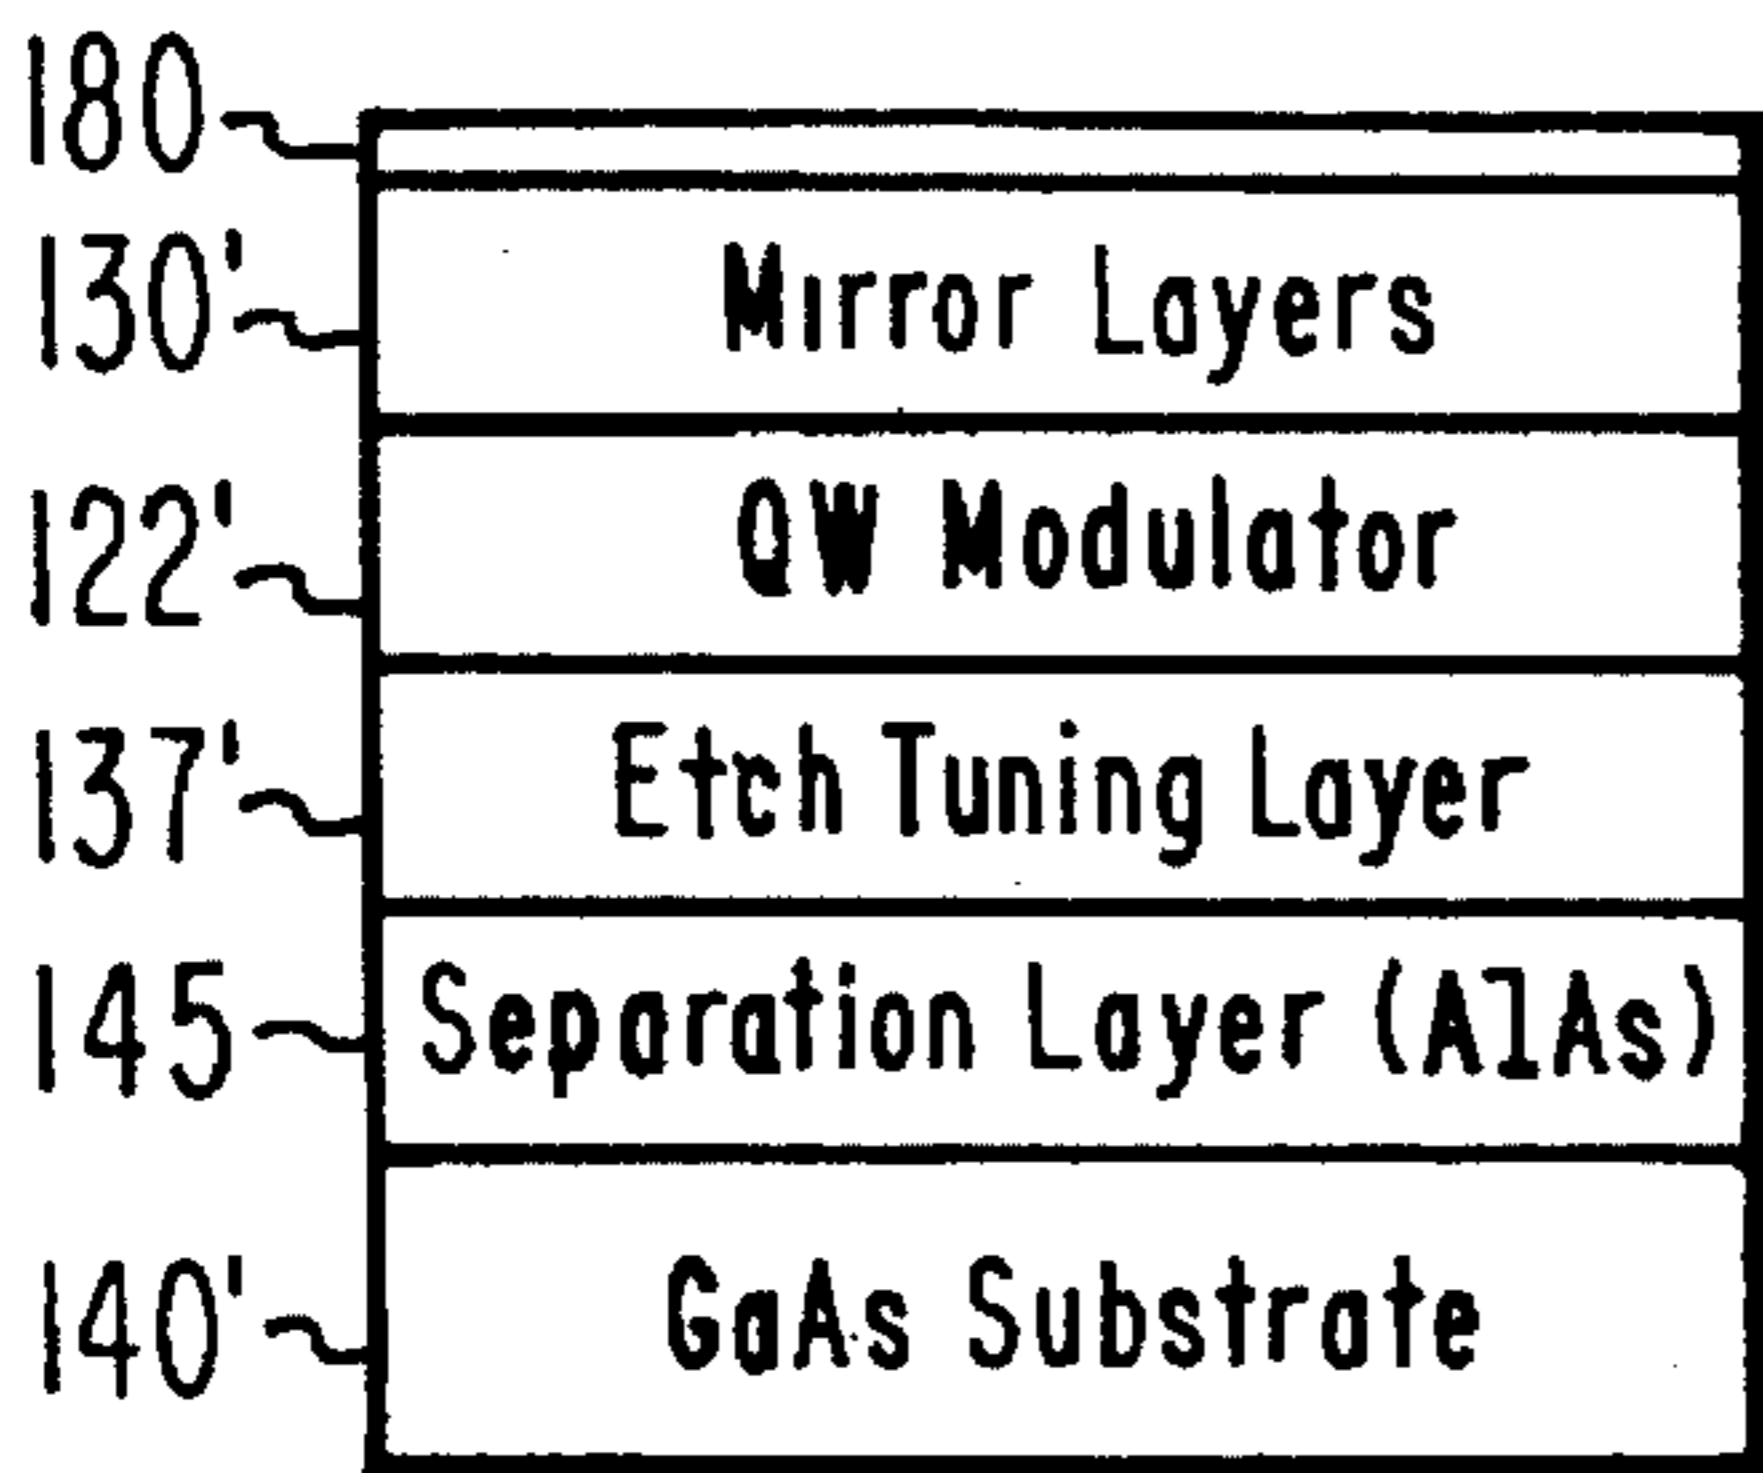 180
130' Mirror Layers
122' QW Modulator
137' Etch Tuning Layer
145 Separation Layer (AlAs)
140' GaAs Substrate